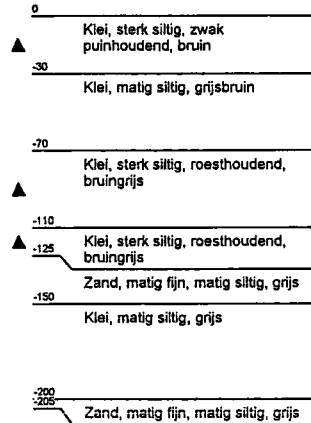 0
Klei, sterk siltig, zwak
puinhoudend, bruin
-30
Klei, matig siltig, grijsbruin
-70
Klei, sterk siltig, roesthoudend,
bruingrijs
-110
Klei, sterk siltig, roesthoudend,
bruingrijs
-125
Zand, matig fijn, matig siltig, grijs
-150
Klei, matig siltig, grijs
-200
-205
Zand, matig fijn, matig siltig, grijs